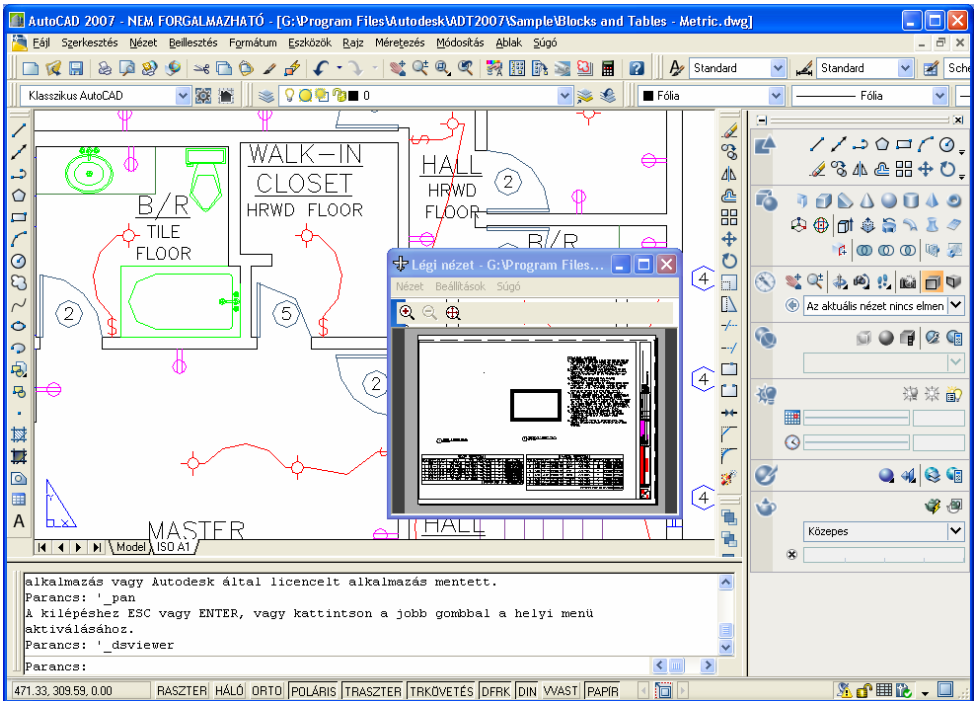 AutoCAD 2007 - NEM FORGALMAZHATÓ - [G:\Program Files\Autodesk\ADT2007\Sample\Blocks and Tables - Metric.dwg]
Fájl Szerkesztés Nézet Beillesztés Formátum Eszközök Rajz Méretezés Módosítás Ablak Súgó
Standard Standard Sche
Klasszikus AutoCAD 0 Fólia Fólia
WALK-IN
CLOSET
HRWD FLOOR
HALL
HRWD
FLOOR
2
B/R
TILE
FLOOR
B/R
2
5
2
4
4
4
S
S
S
Légi nézet - G:\Program Files...
Nézet Beállítások Súgó
MASTER
HALL
Model ISO A1
Az aktuális nézet nincs elmen
Közepes
alkalmazás vagy Autodesk által licencelt alkalmazás mentett.
Parancs: '_pan
A kilépéshez ESC vagy ENTER, vagy kattintson a jobb gombbal a helyi menü
aktiválásához.
Parancs: '_dsviewer
Parancs:
471.33, 309.59, 0.00 RASZTER HÁLÓ ORTO POLÁRIS TRASZTER TRKÖVETÉS DFRK DIN VVAST PAPÍR